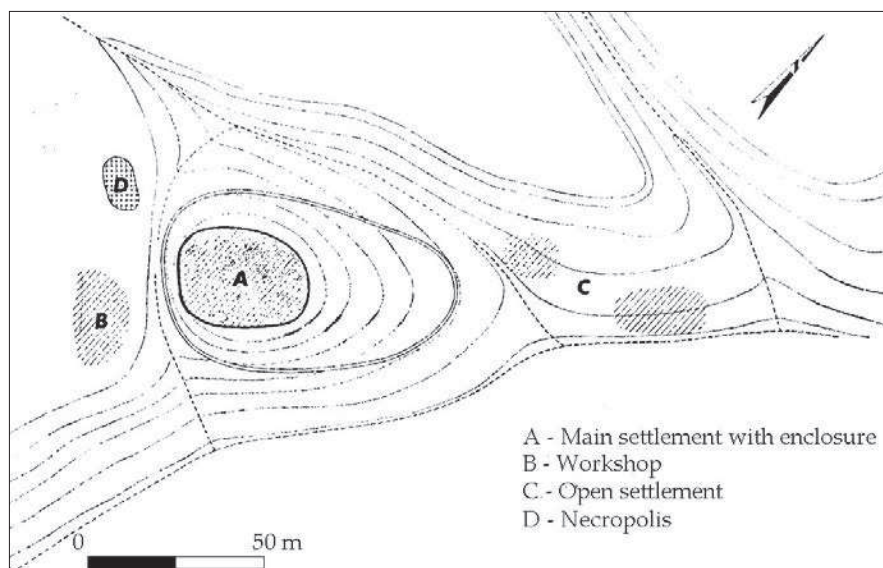 D
A
B
C
A - Main settlement with enclosure
B - Workshop
C - Open settlement
D - Necropolis
0 50 m